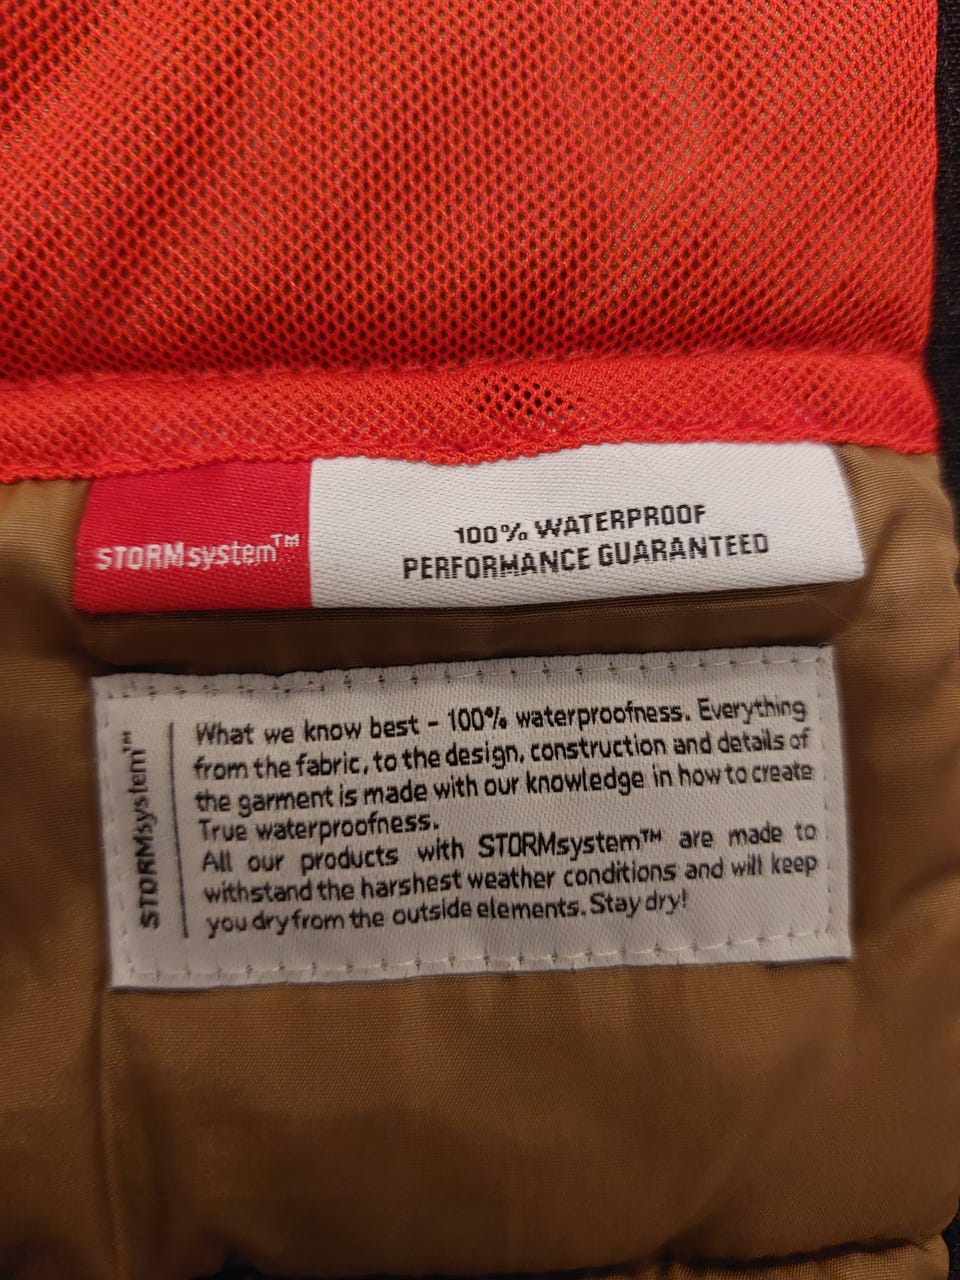 STORMsystem™
100% WATERPROOF
PERFORMANCE GUARANTEED
STORMsystem™
What we know best - 100% waterproofness. Everything
from the fabric, to the design, construction and details of
the garment is made with our knowledge in how to create
True waterproofness.
All our products with STORMsystem™ are made to
withstand the harshest weather conditions and will keep
you dry from the outside elements. Stay dry!